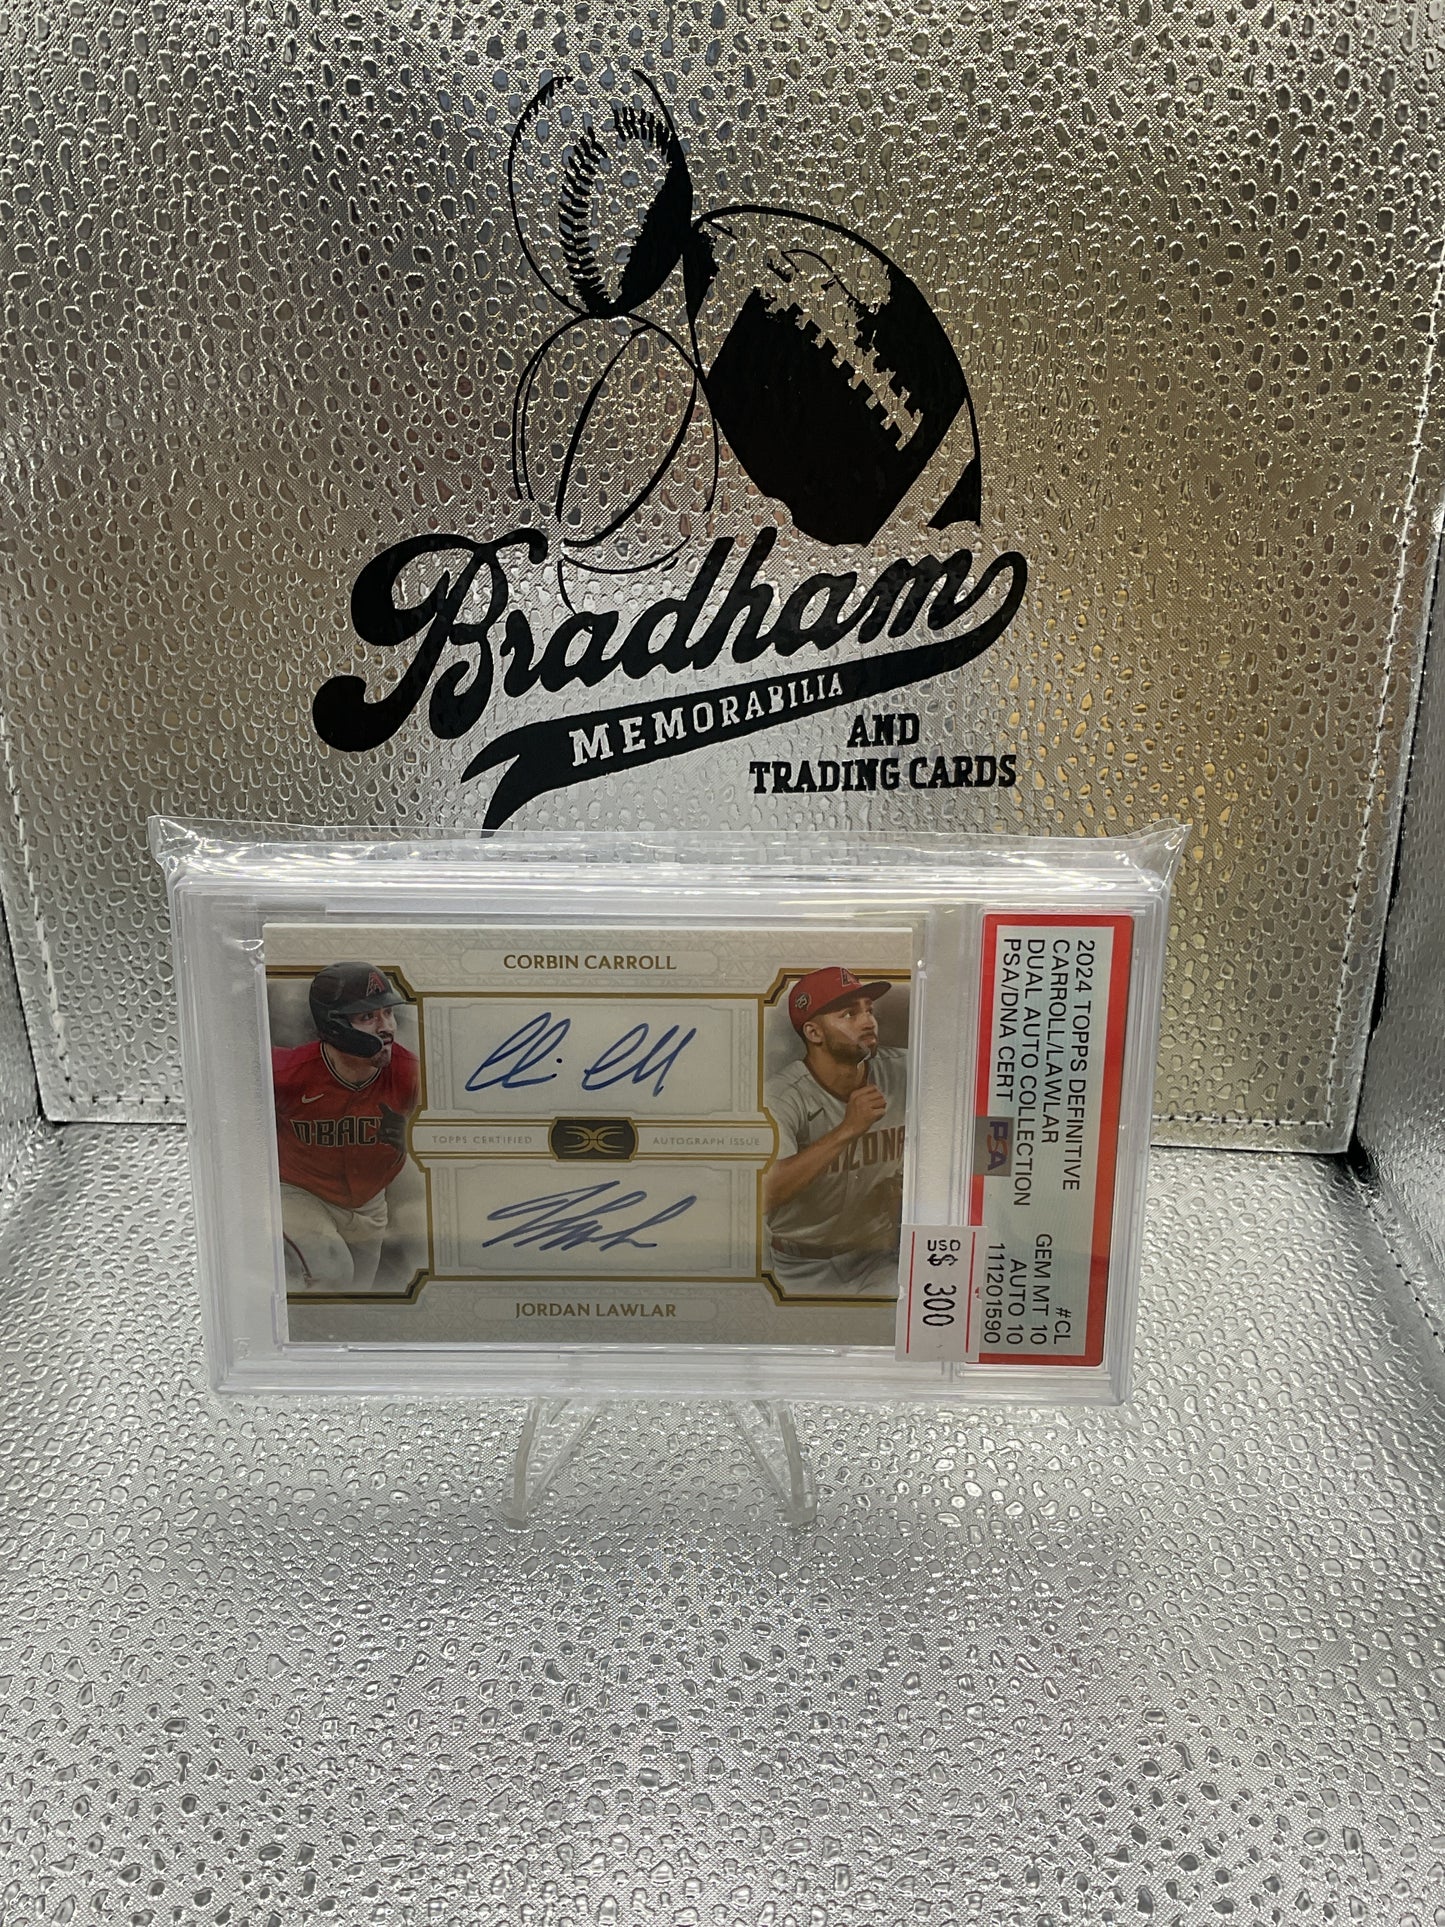 Bradham
MEMORABILIA
AND
TRADING CARDS
CORBIN CARROLL
A
D-BAC
TOPPS CERTIFIED
AUTOGRAPH ISSUE
JORDAN LAWLAR
2024 TOPPS DEFINITIVE #CL
CARROLL/LAWLAR GEM MT 10
DUAL AUTO COLLECTION AUTO 10
PSA/DNA CERT 111201590
PSA
USD
$ 300